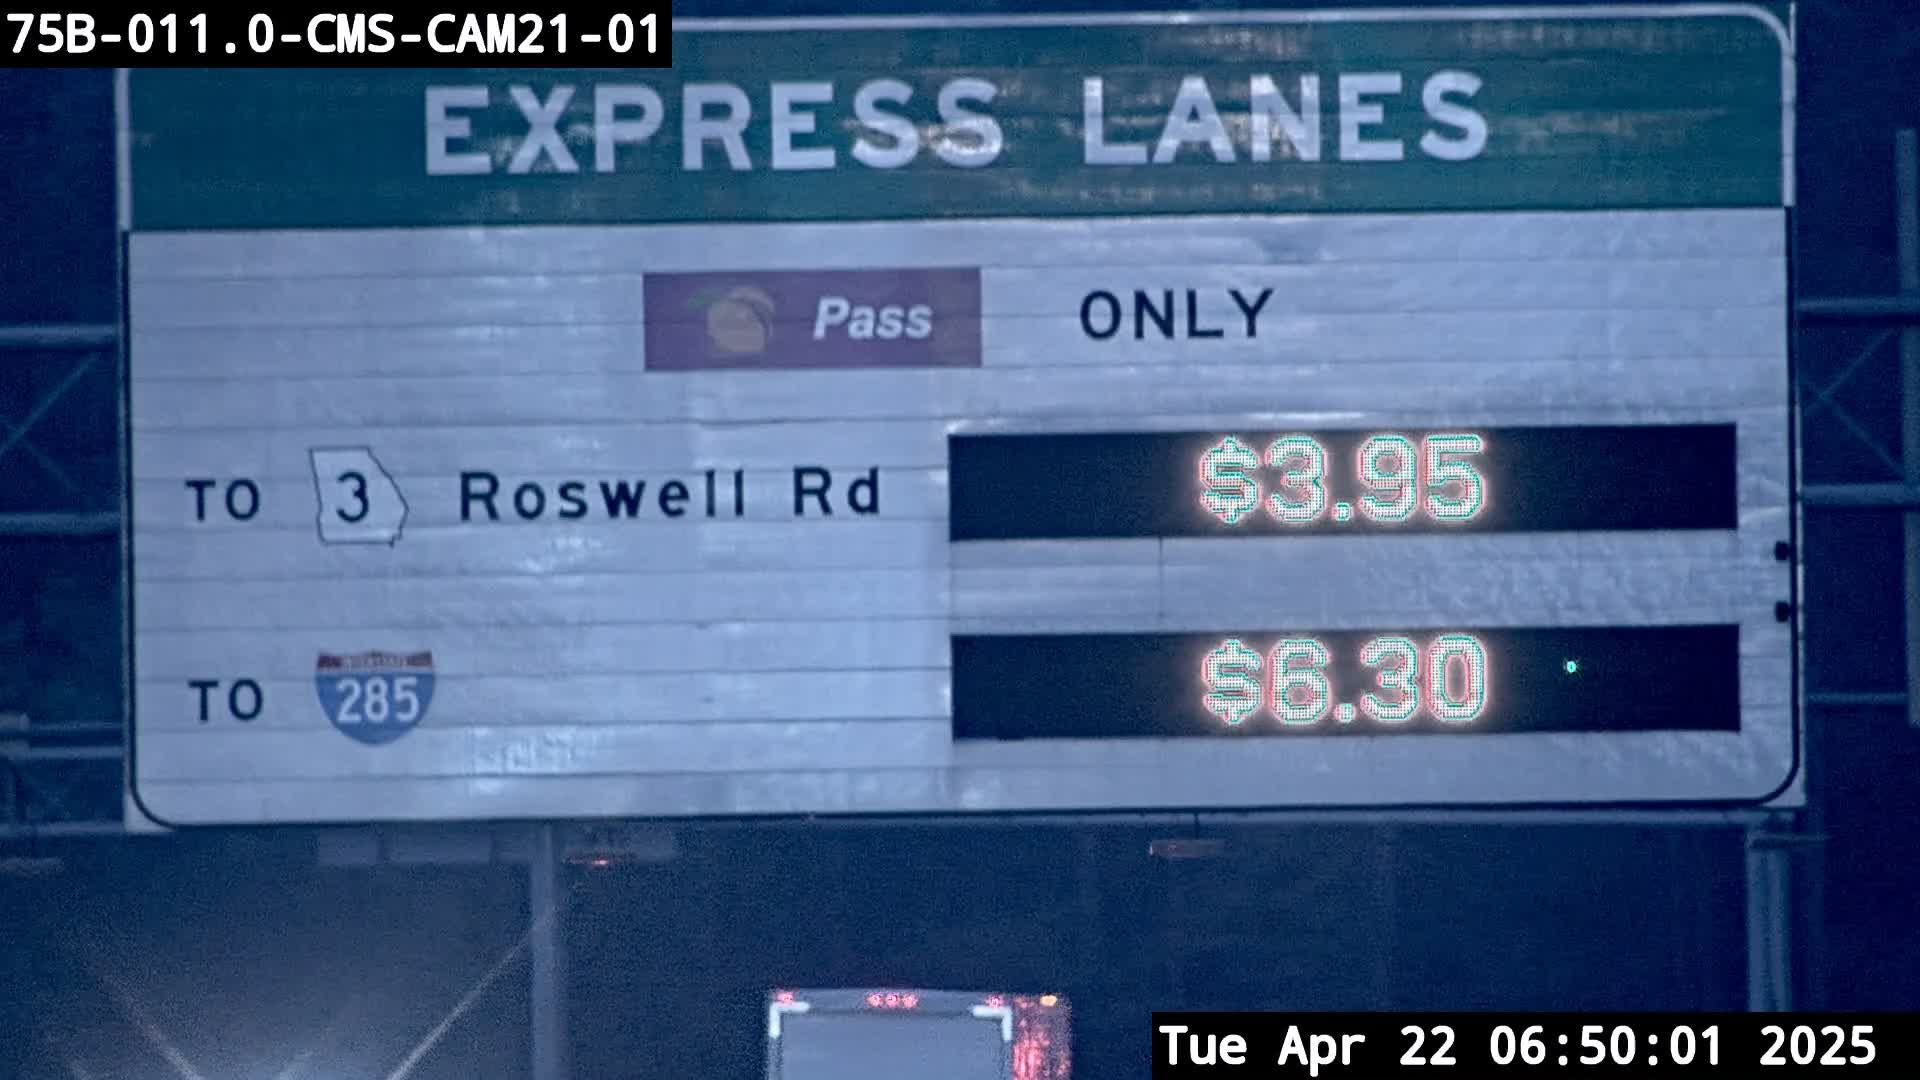 75B-011.0-CMS-CAM21-01
EXPRESS LANES
Pass ONLY
TO 3 Roswell Rd $3.95
TO INTERSTATE 285 $6.30
Tue Apr 22 06:50:01 2025